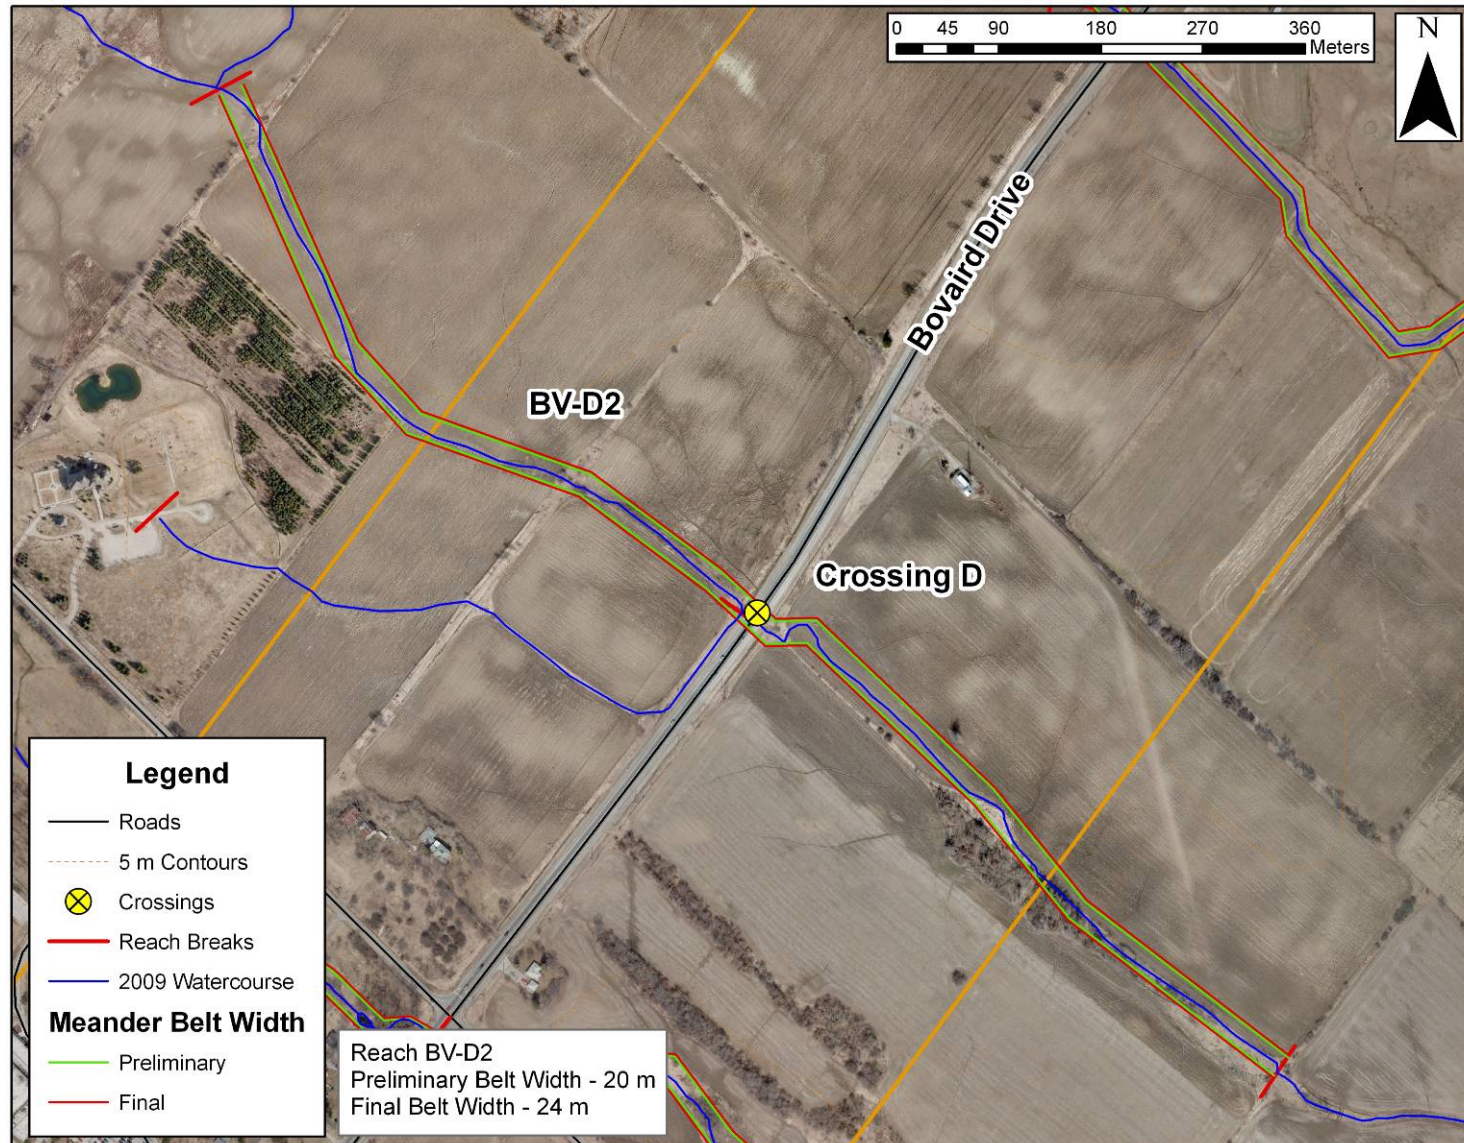 0 45 90 180 270 360
Meters
N
Bovaird Drive
BV-D2
Crossing D
Legend
Roads
5 m Contours
Crossings
Reach Breaks
2009 Watercourse
Meander Belt Width
Preliminary
Final
Reach BV-D2
Preliminary Belt Width - 20 m
Final Belt Width - 24 m